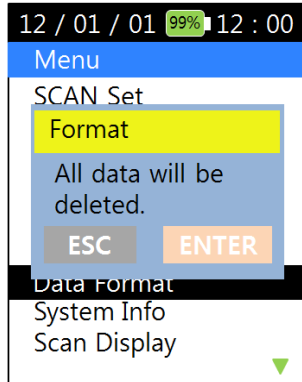 12 / 01 / 01 99% 12 : 00
Menu
SCAN Set
Format
All data will be
deleted.
ESC ENTER
Data Format
System Info
Scan Display